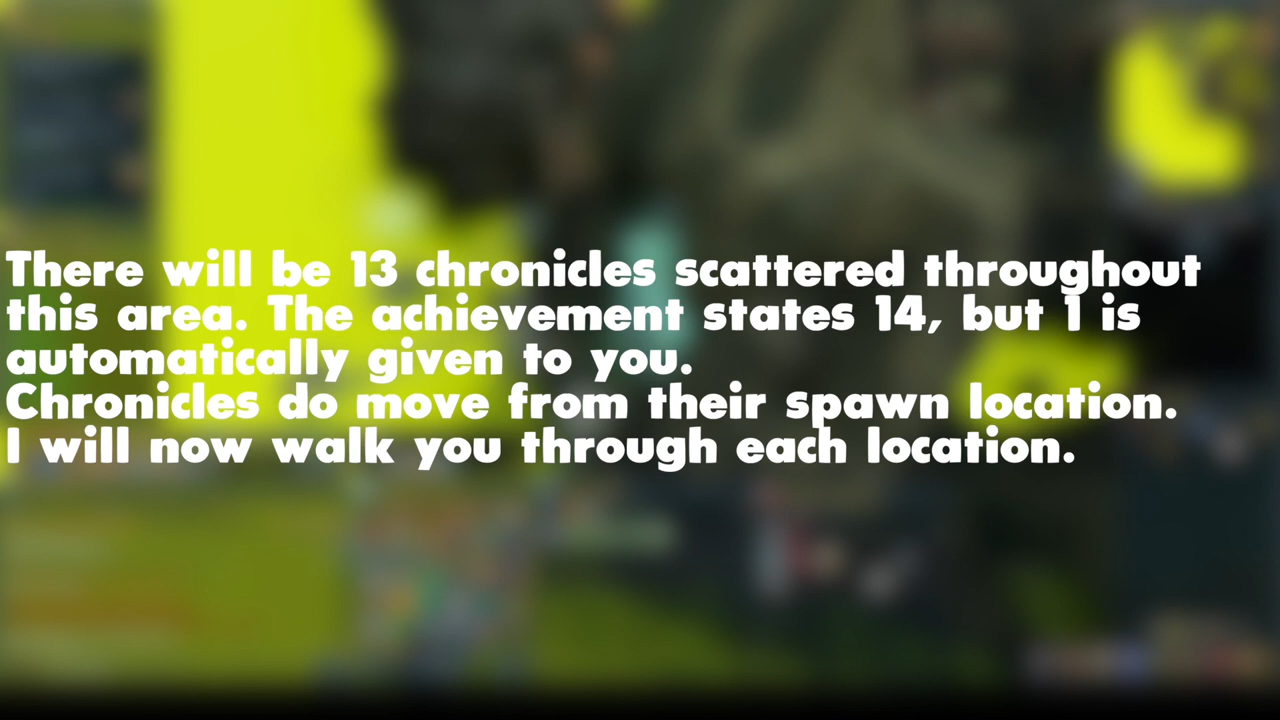 There will be 13 chronicles scattered throughout
this area. The achievement states 14, but 1 is
automatically given to you.
Chronicles do move from their spawn location.
I will now walk you through each location.